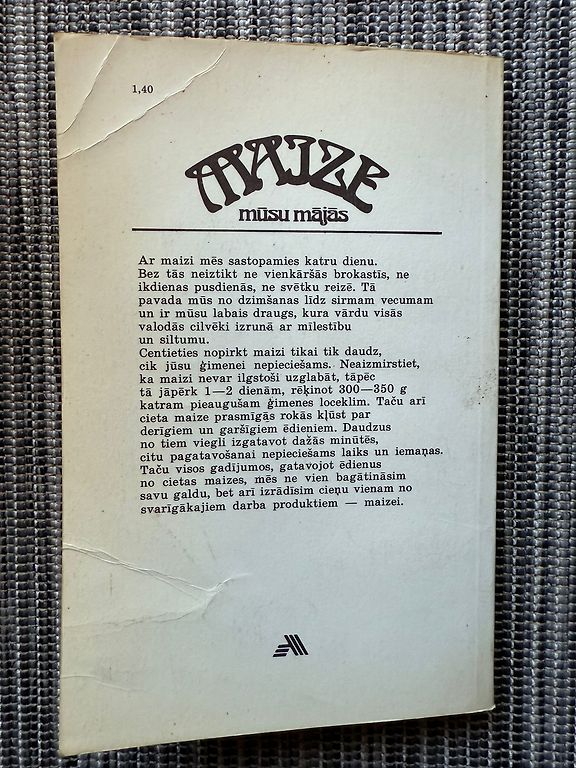 1,40
MAIZE
mūsu mājās
Ar maizi mēs sastopamies katru dienu.
Bez tās neiztikt ne vienkāršās brokastīs, ne
ikdienas pusdienās, ne svētku reizē. Tā
pavada mūs no dzimšanas līdz sirmam vecumam
un ir mūsu labais draugs, kura vārdu visās
valodās cilvēki izrunā ar mīlestību
un siltumu.
Centieties nopirkt maizi tikai tik daudz,
cik jūsu ģimenei nepieciešams. Neaizmirstiet,
ka maizi nevar ilgstoši uzglabāt, tāpēc
tā jāpērk 1—2 dienām, rēķinot 300—350 g
katram pieaugušam ģimenes loceklim. Taču arī
cieta maize prasmīgās rokās kļūst par
derīgiem un garšīgiem ēdieniem. Daudzus
no tiem viegli izgatavot dažās minūtēs,
citu pagatavošanai nepieciešams laiks un iemaņas.
Taču visos gadījumos, gatavojot ēdienus
no cietas maizes, mēs ne vien bagātināsim
savu galdu, bet arī izrādīsim cieņu vienam no
svarīgākajiem darba produktiem — maizei.